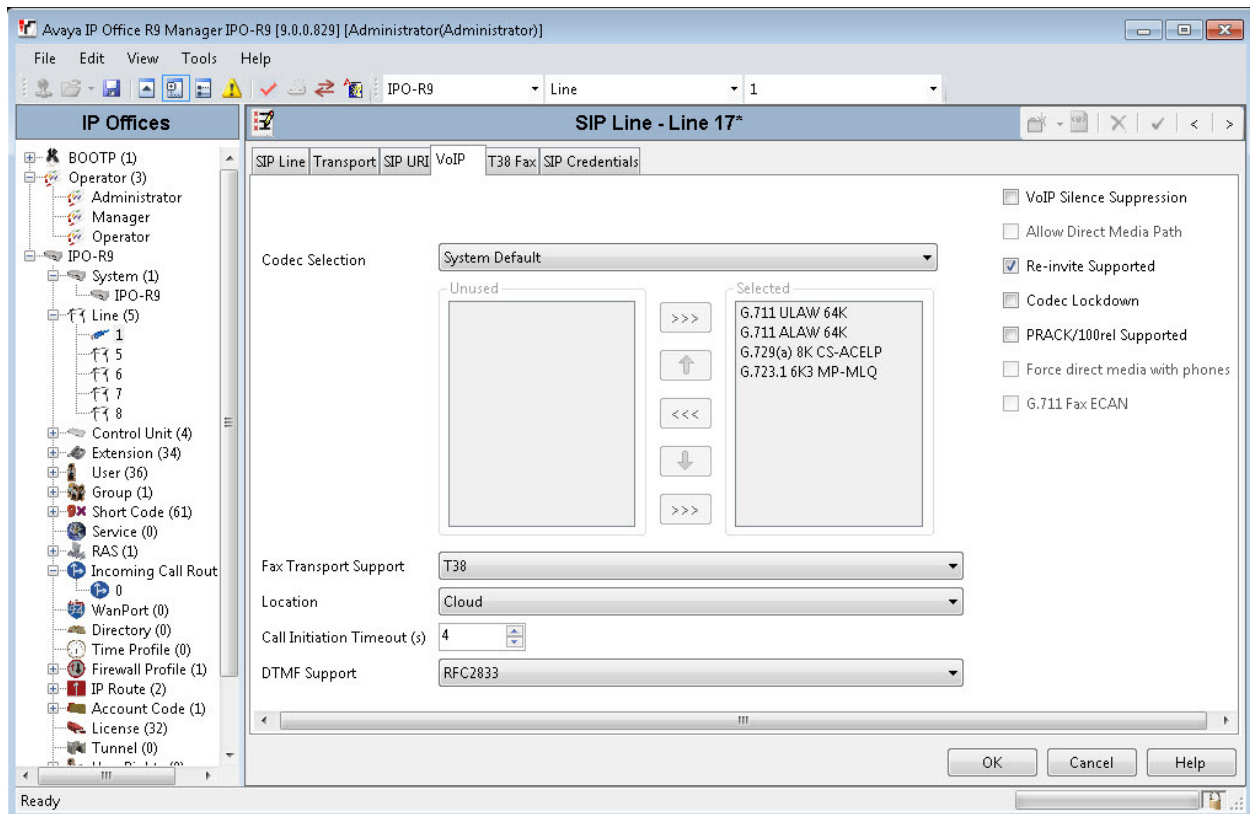 Avaya IP Office R9 Manager IPO-R9 [9.0.0.829] [Administrator(Administrator)]
File Edit View Tools Help
IPO-R9 Line 1
IP Offices
BOOTP (1)
Operator (3)
Administrator
Manager
Operator
IPO-R9
System (1)
IPO-R9
Line (5)
1
5
6
7
8
Control Unit (4)
Extension (34)
User (36)
Group (1)
Short Code (61)
Service (0)
RAS (1)
Incoming Call Rout
0
WanPort (0)
Directory (0)
Time Profile (0)
Firewall Profile (1)
IP Route (2)
Account Code (1)
License (32)
Tunnel (0)
SIP Line - Line 17*
SIP Line Transport SIP URI VoIP T38 Fax SIP Credentials
Codec Selection System Default
Unused
>>>
<<<
>>>
Selected
G.711 ULAW 64K
G.711 ALAW 64K
G.729(a) 8K CS-ACELP
G.723.1 6K3 MP-MLQ
Fax Transport Support T38
Location Cloud
Call Initiation Timeout (s) 4
DTMF Support RFC2833
VoIP Silence Suppression
Allow Direct Media Path
Re-invite Supported
Codec Lockdown
PRACK/100rel Supported
Force direct media with phones
G.711 Fax ECAN
OK Cancel Help
Ready